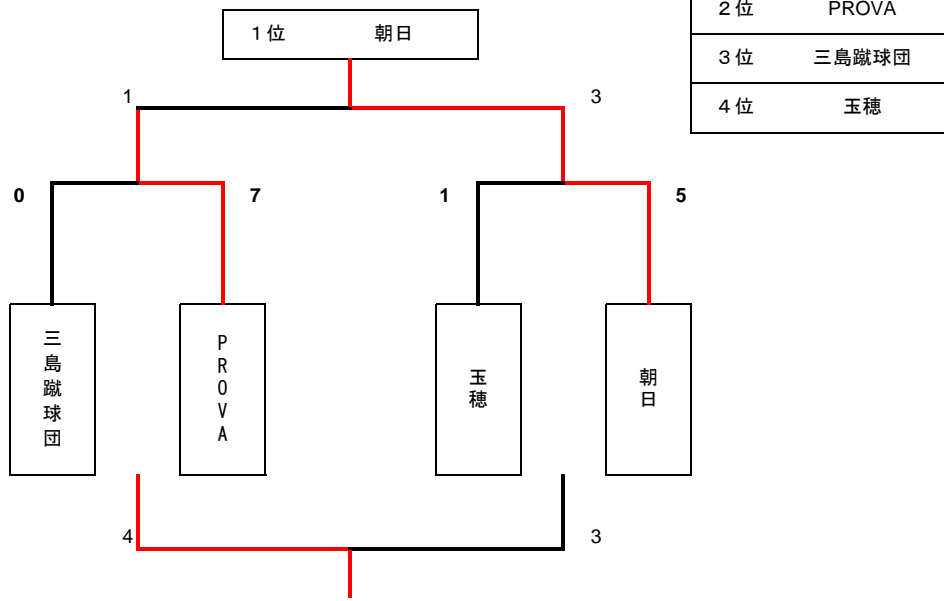 2位 PROVA
1位 朝日
3位 三島蹴球団
1 3
4位 玉穂
0 7 1 5
三島蹴球団
PROVA
玉穂
朝日
4 3